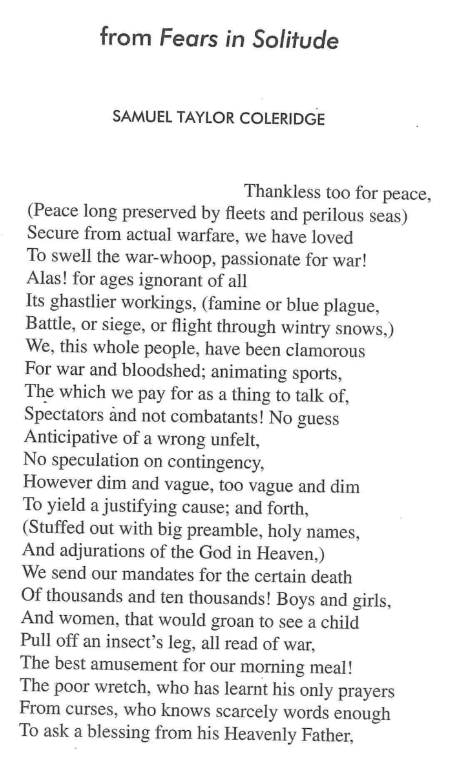 from Fears in Solitude
SAMUEL TAYLOR COLERIDGE
Thankless too for peace,
(Peace long preserved by fleets and perilous seas)
Secure from actual warfare, we have loved
To swell the war-whoop, passionate for war!
Alas! for ages ignorant of all
Its ghastlier workings, (famine or blue plague,
Battle, or siege, or flight through wintry snows,)
We, this whole people, have been clamorous
For war and bloodshed; animating sports,
The which we pay for as a thing to talk of,
Spectators and not combatants! No guess
Anticipative of a wrong unfelt,
No speculation on contingency,
However dim and vague, too vague and dim
To yield a justifying cause; and forth,
(Stuffed out with big preamble, holy names,
And adjurations of the God in Heaven,)
We send our mandates for the certain death
Of thousands and ten thousands! Boys and girls,
And women, that would groan to see a child
Pull off an insect's leg, all read of war,
The best amusement for our morning meal!
The poor wretch, who has learnt his only prayers
From curses, who knows scarcely words enough
To ask a blessing from his Heavenly Father,